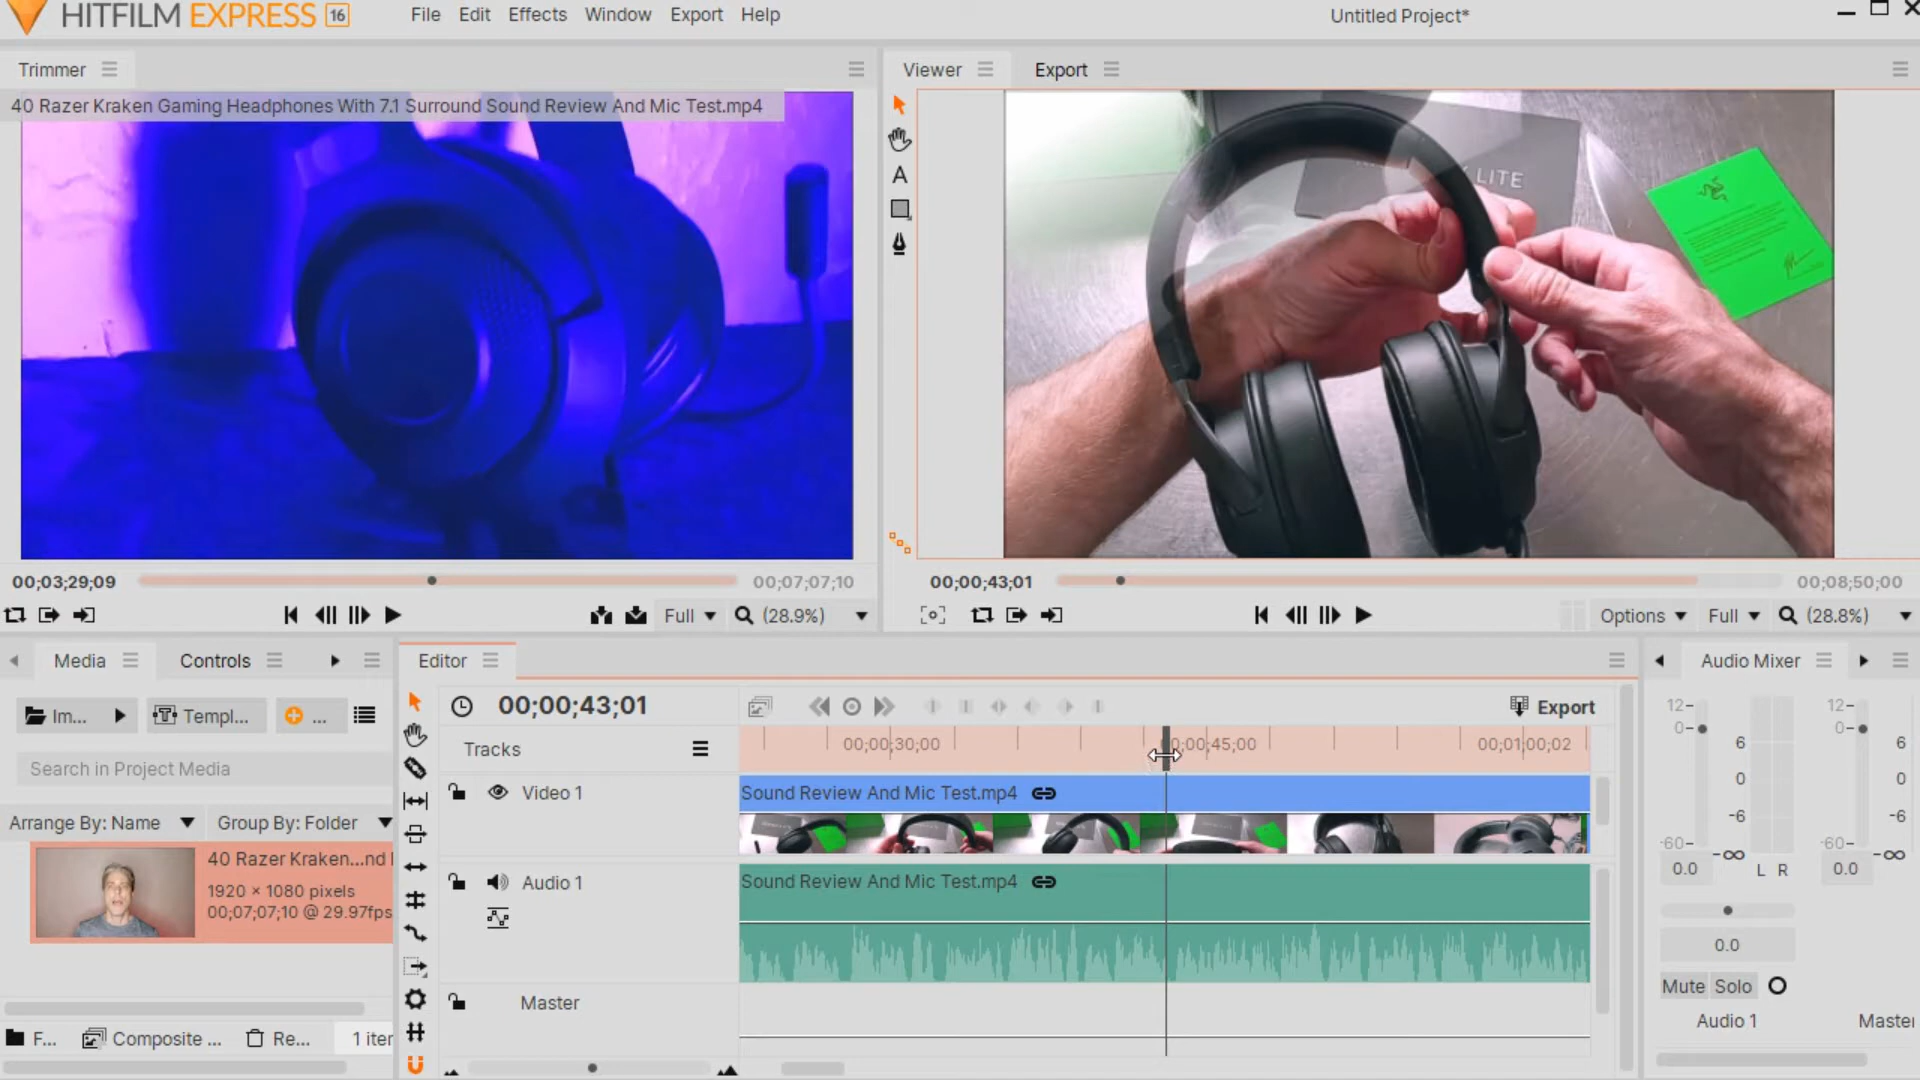 HITFILM EXPRESS 16
File Edit Effects Window Export Help
Untitled Project*
Trimmer
Viewer Export
40 Razer Kraken Gaming Headphones With 7.1 Surround Sound Review And Mic Test.mp4
A
LITE
00;03;29;09
00;07;07;10
00;00;43;01
00;08;50;00
Full (28.9%)
Options Full (28.8%)
Media Controls
Editor
Audio Mixer
Im... Templ... ...
00;00;43;01
Export
Search in Project Media
Tracks
00;00;30;00 00;00;45;00 00;01;00;02
Arrange By: Name Group By: Folder
Video 1
Sound Review And Mic Test.mp4
40 Razer Kraken...nd
1920 × 1080 pixels
00;07;07;10 @ 29.97fps
Audio 1
Sound Review And Mic Test.mp4
Master
F... Composite ... Re... 1 iter
12- 12-
0- 0-
6 6
0 0
-6 -6
-60- -60-
-∞ -∞
0.0 L R 0.0
0.0
Mute Solo
Audio 1 Master